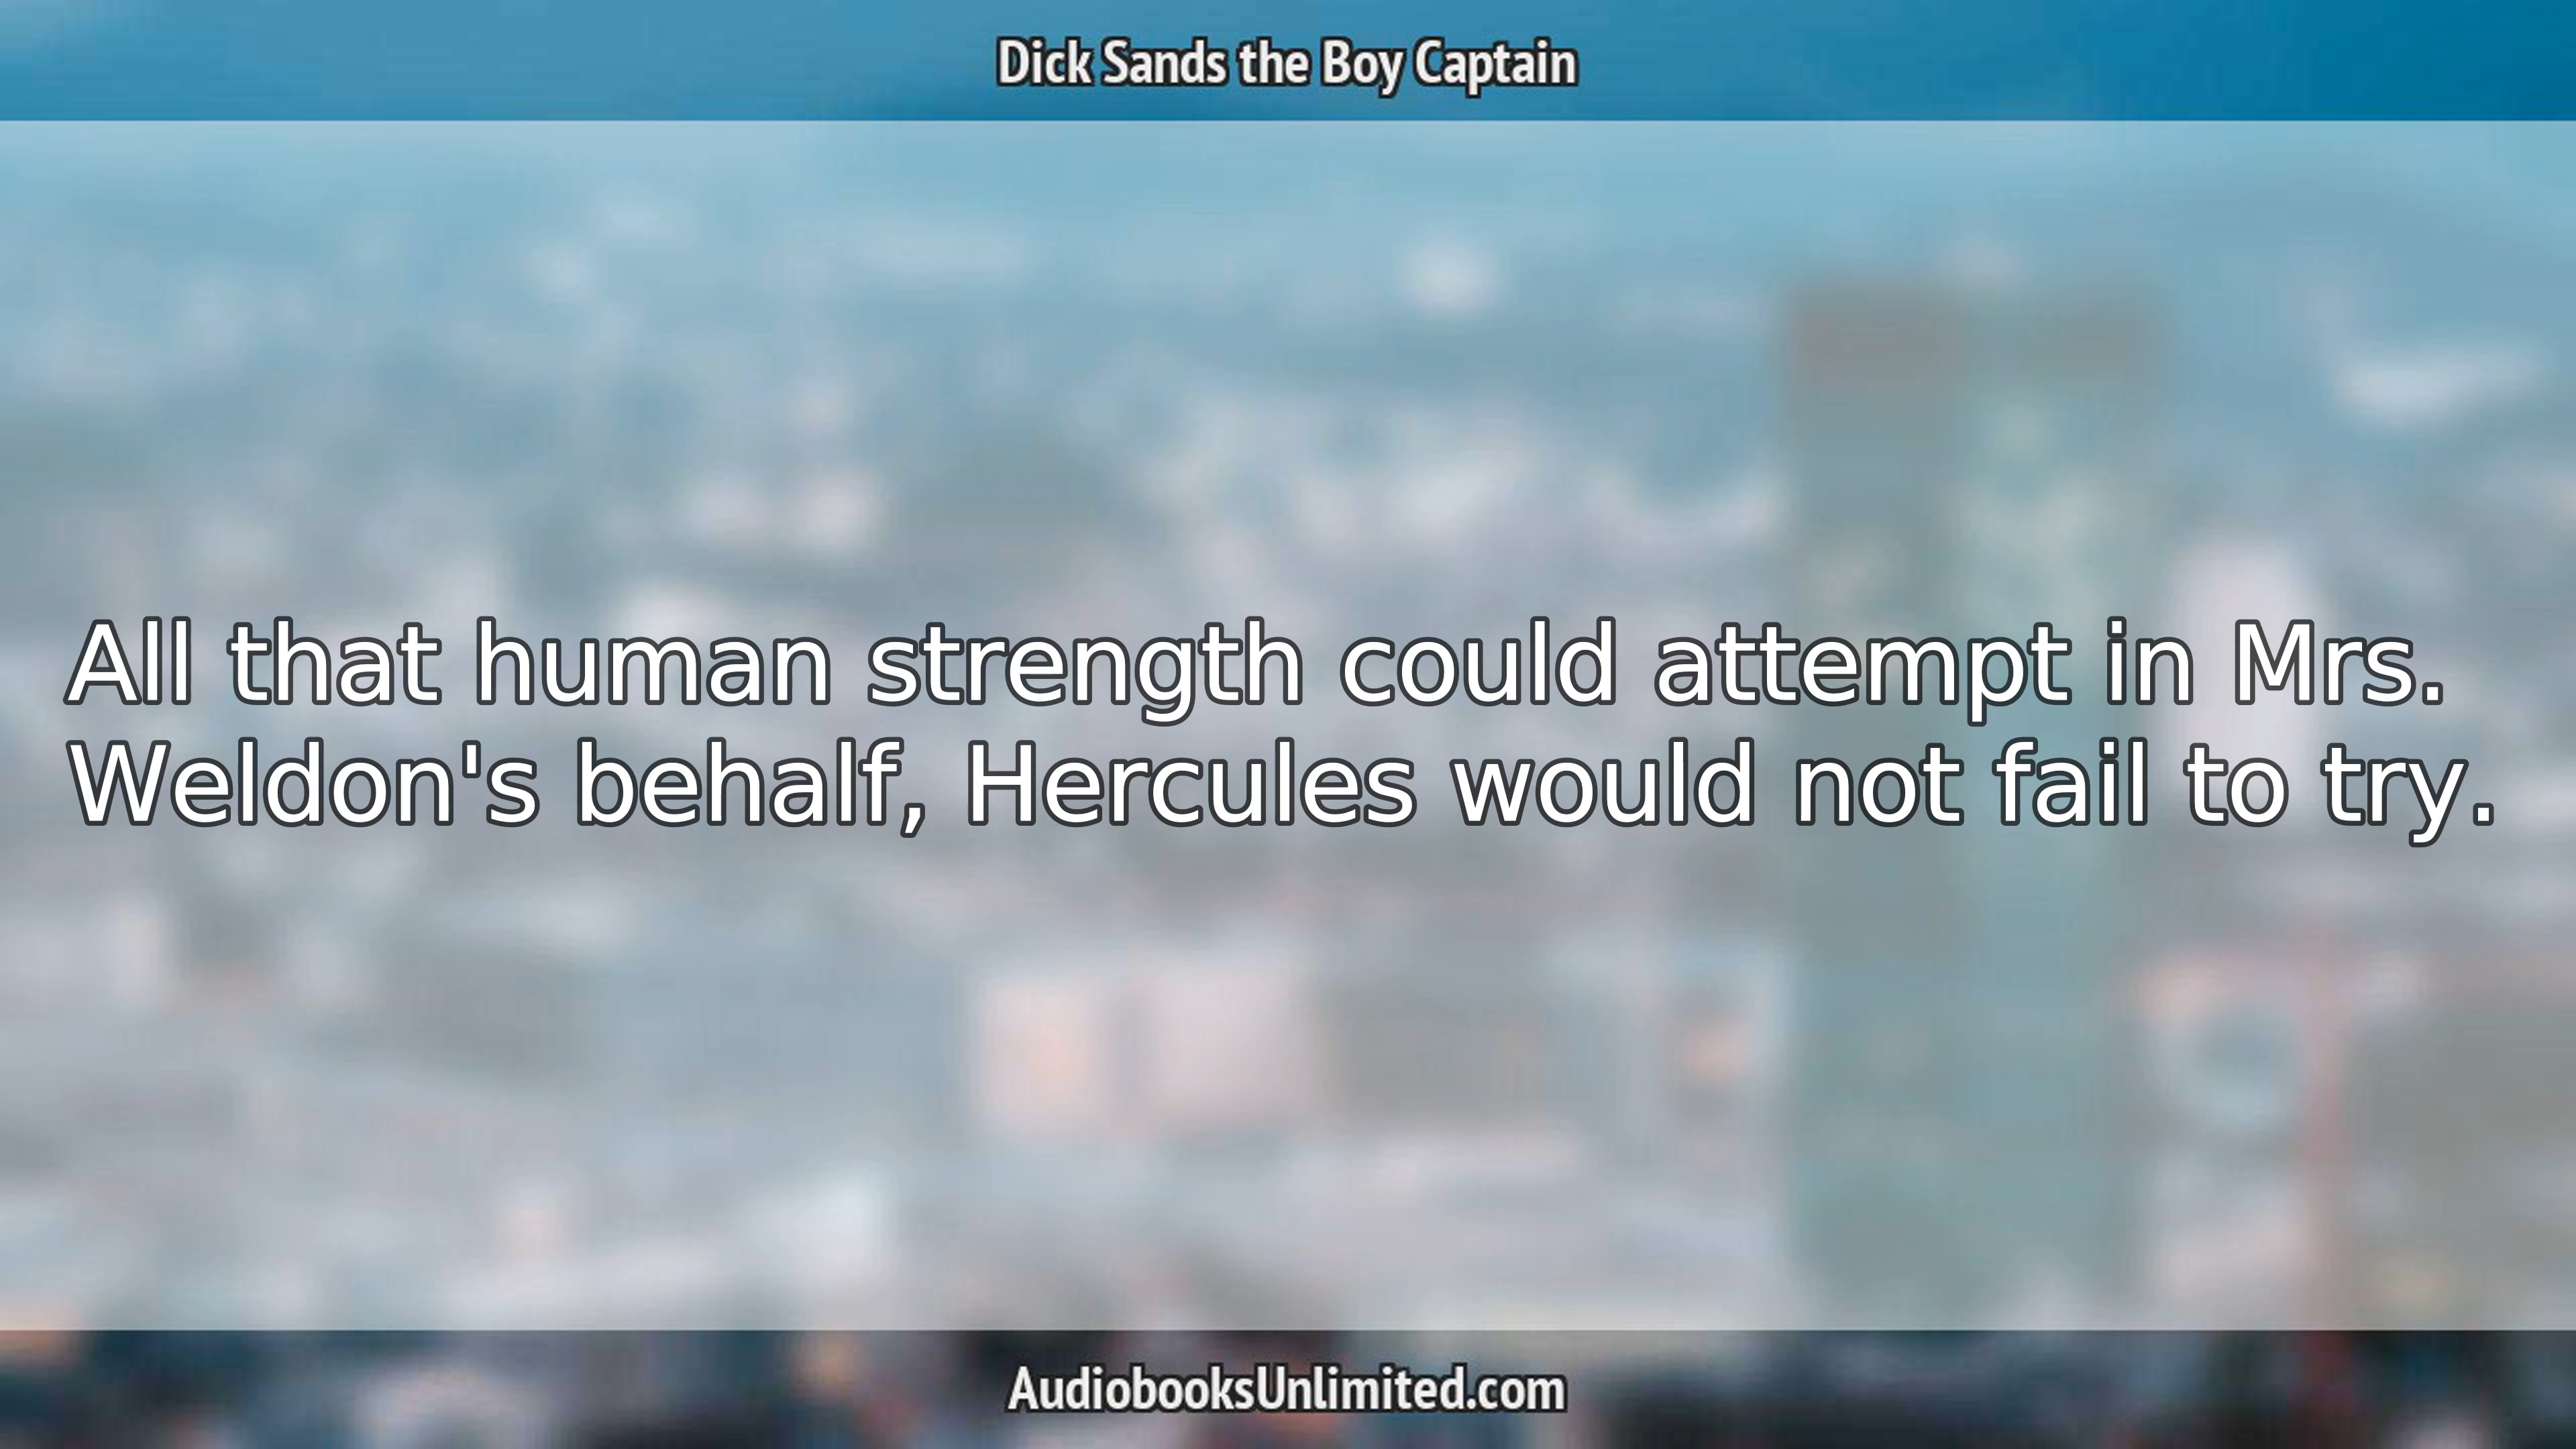 Dick Sands the Boy Captain
All that human strength could attempt in Mrs.
Weldon's behalf, Hercules would not fail to try.
AudiobooksUnlimited.com